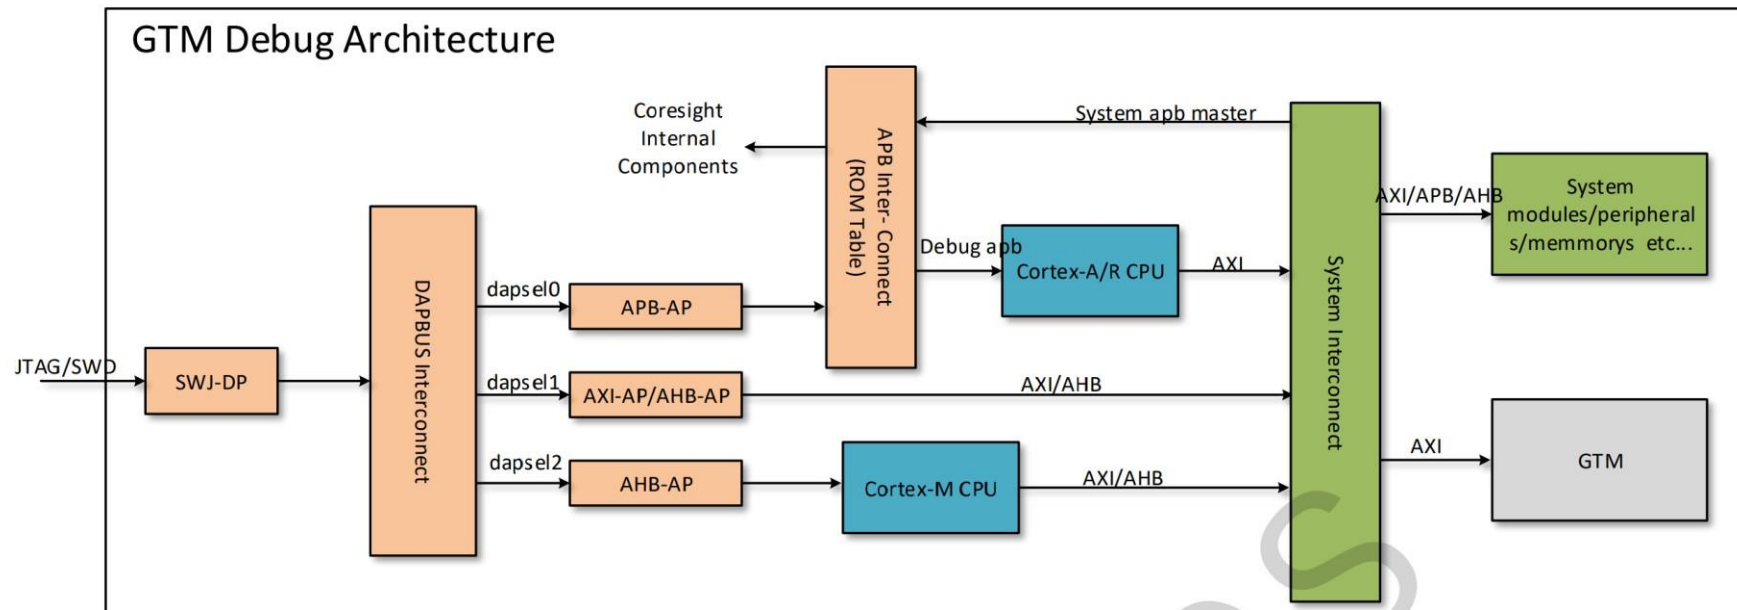 GTM Debug Architecture
Coresight
Internal
Components
APB Inter- Connect
(ROM Table)
System apb master
System Interconnect
AXI/APB/AHB
System
modules/peripheral
s/memmorys etc...
Debug apb
Cortex-A/R CPU
AXI
DAPBUS Interconnect
dapsel0
APB-AP
JTAG/SWD
SWJ-DP
dapsel1
AXI-AP/AHB-AP
AXI/AHB
dapsel2
AHB-AP
Cortex-M CPU
AXI/AHB
AXI
GTM
S